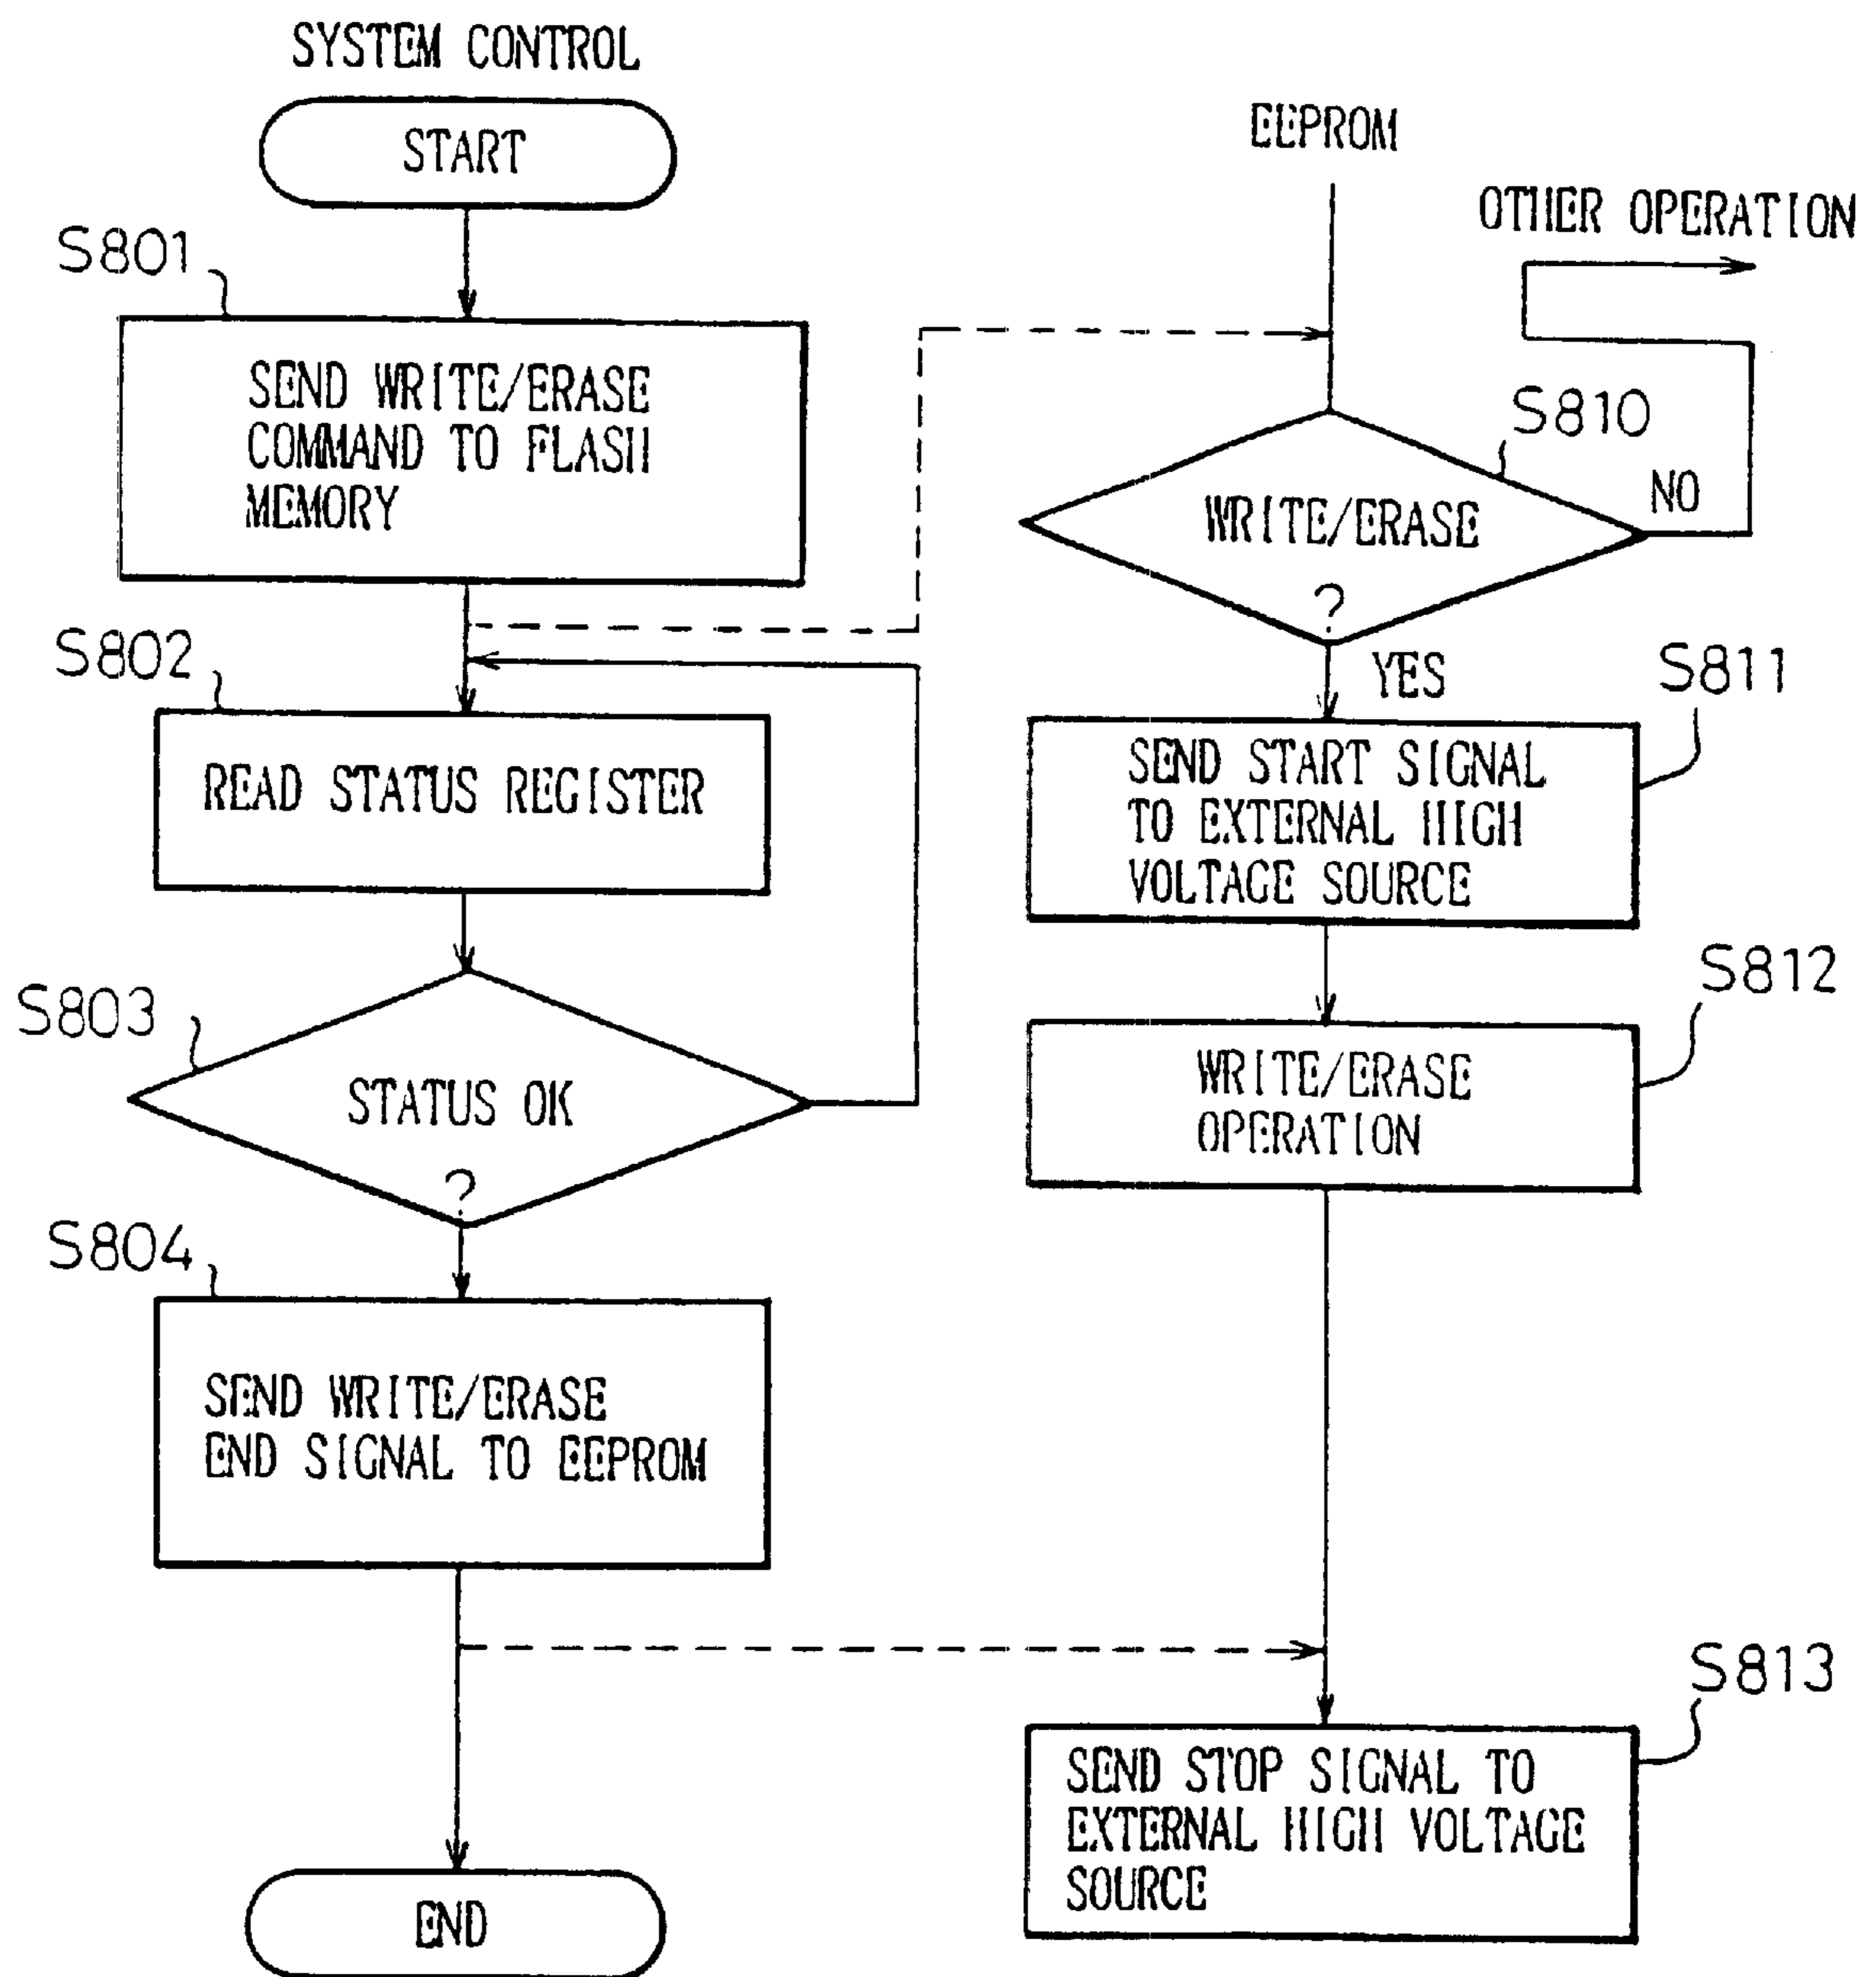 SYSTEM CONTROL
START
S801
SEND WRITE/ERASE
COMMAND TO FLASH
MEMORY
S802
READ STATUS REGISTER
S803
STATUS OK
?
S804
SEND WRITE/ERASE
END SIGNAL TO EEPROM
END
EEPROM
OTHER OPERATION
S810
WRITE/ERASE
?
NO
YES
S811
SEND START SIGNAL
TO EXTERNAL HIGH
VOLTAGE SOURCE
S812
WRITE/ERASE
OPERATION
S813
SEND STOP SIGNAL TO
EXTERNAL HIGH VOLTAGE
SOURCE